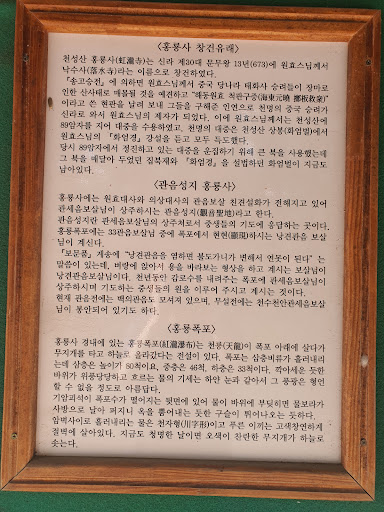 <홍룡사 창건유래>
천성산 홍룡사(虹瀧寺)는 신라 제30대 문무왕 13년(673)에 원효스님께서
낙수사(落水寺)라는 이름으로 창건하였다.
『송고승전』에 의하면 원효스님께서 중국 당나라 태화사 승려들이 장마로
인한 산사태로 매몰될 것을 예견하고 "해동원효 척판구중(海東元曉 擲板救衆)"
이라고 쓴 현판을 날려 보내 그들을 구해준 인연으로 천명의 중국 승려가
신라로 와서 원효스님의 제자가 되었다. 이에 원효스님께서는 천성산에
89암자를 지어 대중을 수용하였고, 천명의 대중은 천성산 상봉(화엄벌)에서
원효스님의 『화엄경』 강설을 듣고 모두 득도했다.
당시 89암자에서 정진하고 있는 대중을 운집하기 위해 큰 북을 사용했는데
그 북을 매달아 두었던 집북재와 『화엄경』을 설법하던 화엄벌이 지금도
남아있다.
<관음성지 홍룡사>
홍룡사에는 원효대사와 의상대사의 관음보살 친견설화가 전해지고 있어
관세음보살님이 상주하시는 관음성지(觀音聖地)라고 한다.
관음성지란 관세음보살님의 상주처로서 중생들의 기도에 응답하는 곳이다.
홍룡폭포에는 33관음보살님 중에 폭포에서 현현(顯現)하시는 낭견관음 보살
님이 계신다.
『보문품』 게송에 "낭견관음을 염하면 불도가니가 변해서 연못이 된다" 는
말씀이 있는데, 벼랑에 앉아서 용을 바라보는 형상을 하고 계시는 보살님이
낭견관음보살님이다. 천년동안 감로수를 내려주는 폭포에 관세음보살님이
상주하시며 기도하는 중생들의 원을 이루어 주시고 계시는 것이다.
현재 관음전에는 백의관음도 모셔져 있으며, 무설전에는 천수천안관세음보살
님이 봉안되어 있기도 하다.
<홍룡폭포>
홍룡사 경내에 있는 홍룡폭포(虹瀧瀑布)는 천룡(天龍)이 폭포 아래에 살다가
무지개를 타고 하늘로 올라갔다는 전설이 있다. 폭포는 삼층비류가 흘러내리
는데 상층은 높이가 80척이요, 중층은 46척, 하층은 33척이다. 깍아세운 듯한
바위가 위풍당당하고 흐르는 물의 기세는 하얀 눈과 같아서 그 풍광은 형언
할 수 없을 정도로 아름답다.
기암괴석이 폭포수가 떨어지는 뒷면에 있어 물이 바위에 부딪히면 물보라가
사방으로 날아 퍼지니 옥을 뿜어내는 듯한 구슬이 튀어나오는 듯하다.
암벽사이로 흘러내리는 물은 천자형(川字形)이고 푸른 이끼는 고색창연하게
절벽에 살아있다. 지금도 청명한 날이면 오색이 찬란한 무지개가 하늘로
솟는다.